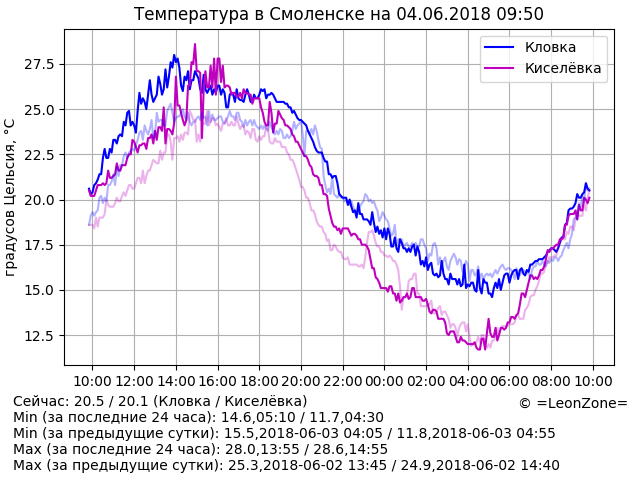 Температура в Смоленске на 04.06.2018 09:50
Кловка
Киселёвка
градусов Цельсия, °C
27.5
25.0
22.5
20.0
17.5
15.0
12.5
10:00 12:00 14:00 16:00 18:00 20:00 22:00 00:00 02:00 04:00 06:00 08:00 10:00
Сейчас: 20.5 / 20.1 (Кловка / Киселёвка)
© =LeonZone=
Min (за последние 24 часа): 14.6,05:10 / 11.7,04:30
Min (за предыдущие сутки): 15.5,2018-06-03 04:05 / 11.8,2018-06-03 04:55
Max (за последние 24 часа): 28.0,13:55 / 28.6,14:55
Max (за предыдущие сутки): 25.3,2018-06-02 13:45 / 24.9,2018-06-02 14:40